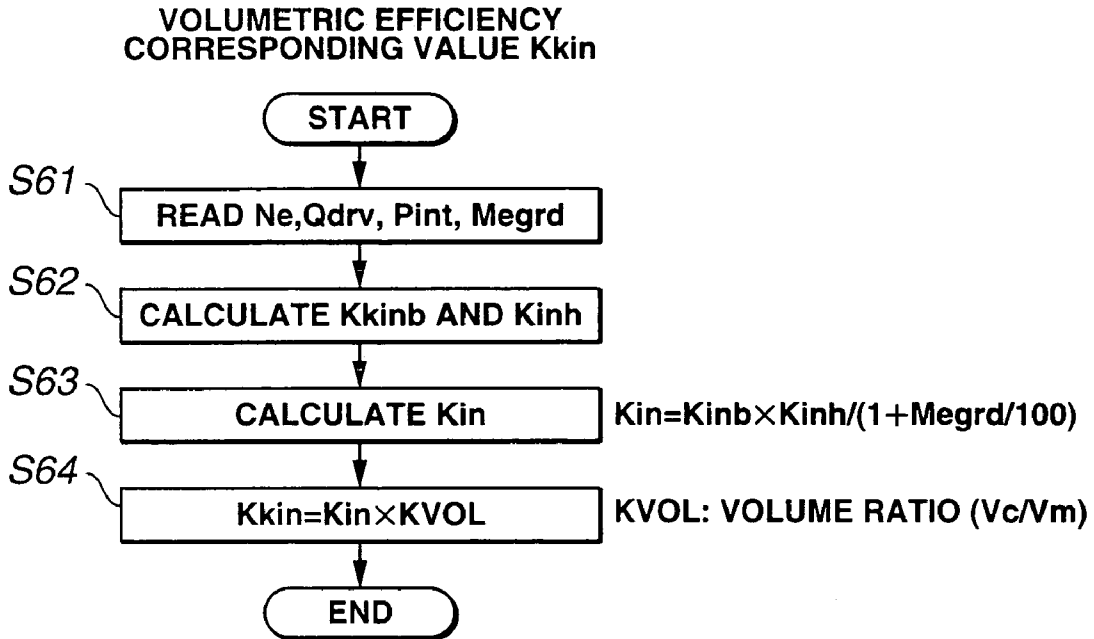 VOLUMETRIC EFFICIENCY
CORRESPONDING VALUE Kkin
START
S61
READ Ne,Qdrv, Pint, Megrd
S62
CALCULATE Kkinb AND Kinh
S63
CALCULATE Kin
Kin=Kinb×Kinh/(1+Megrd/100)
S64
Kkin=Kin×KVOL
KVOL: VOLUME RATIO (Vc/Vm)
END